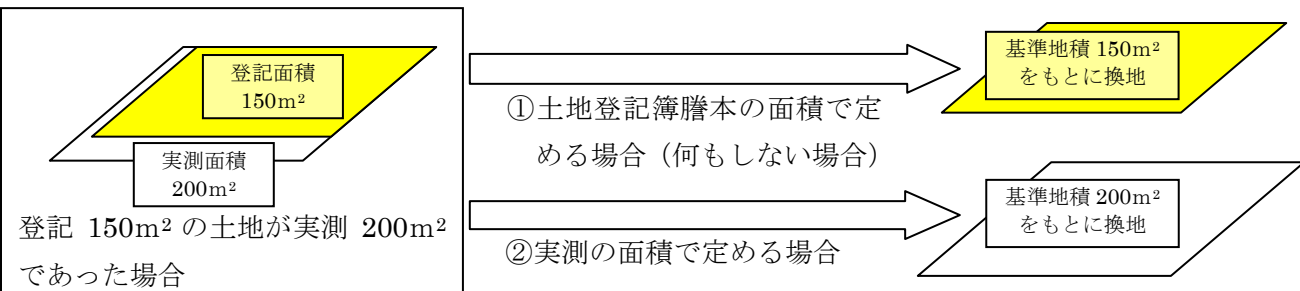 登記面積
150m²
実測面積
200m²
登記 150m² の土地が実測 200m²
であった場合
①土地登記簿謄本の面積で定
める場合（何もしない場合）
②実測の面積で定める場合
基準地積 150m²
をもとに換地
基準地積 200m²
をもとに換地